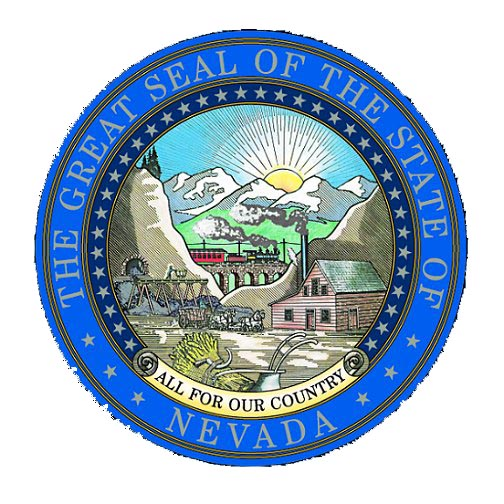 THE GREAT SEAL OF THE STATE OF
NEVADA
ALL FOR OUR COUNTRY